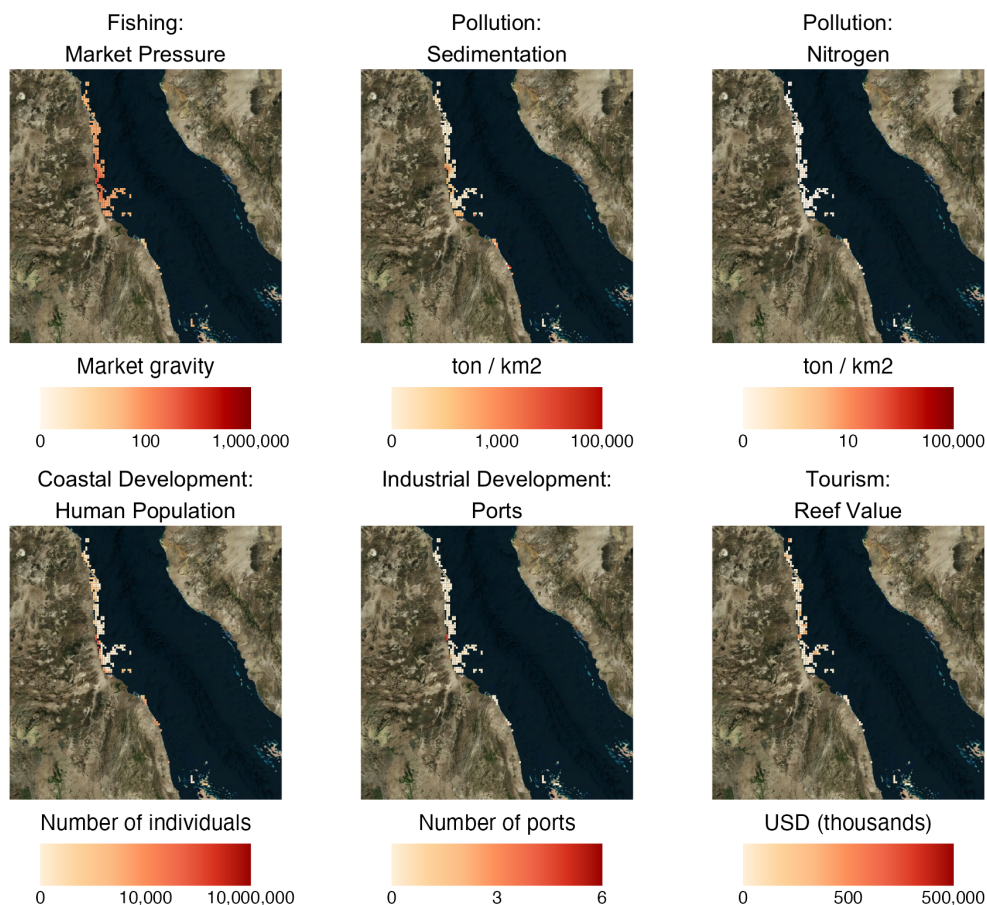 Fishing:
Market Pressure
Pollution:
Sedimentation
Pollution:
Nitrogen
Market gravity
0 100 1,000,000
ton / km2
0 1,000 100,000
ton / km2
0 10 100,000
Coastal Development:
Human Population
Industrial Development:
Ports
Tourism:
Reef Value
Number of individuals
0 10,000 10,000,000
Number of ports
0 3 6
USD (thousands)
0 500 500,000